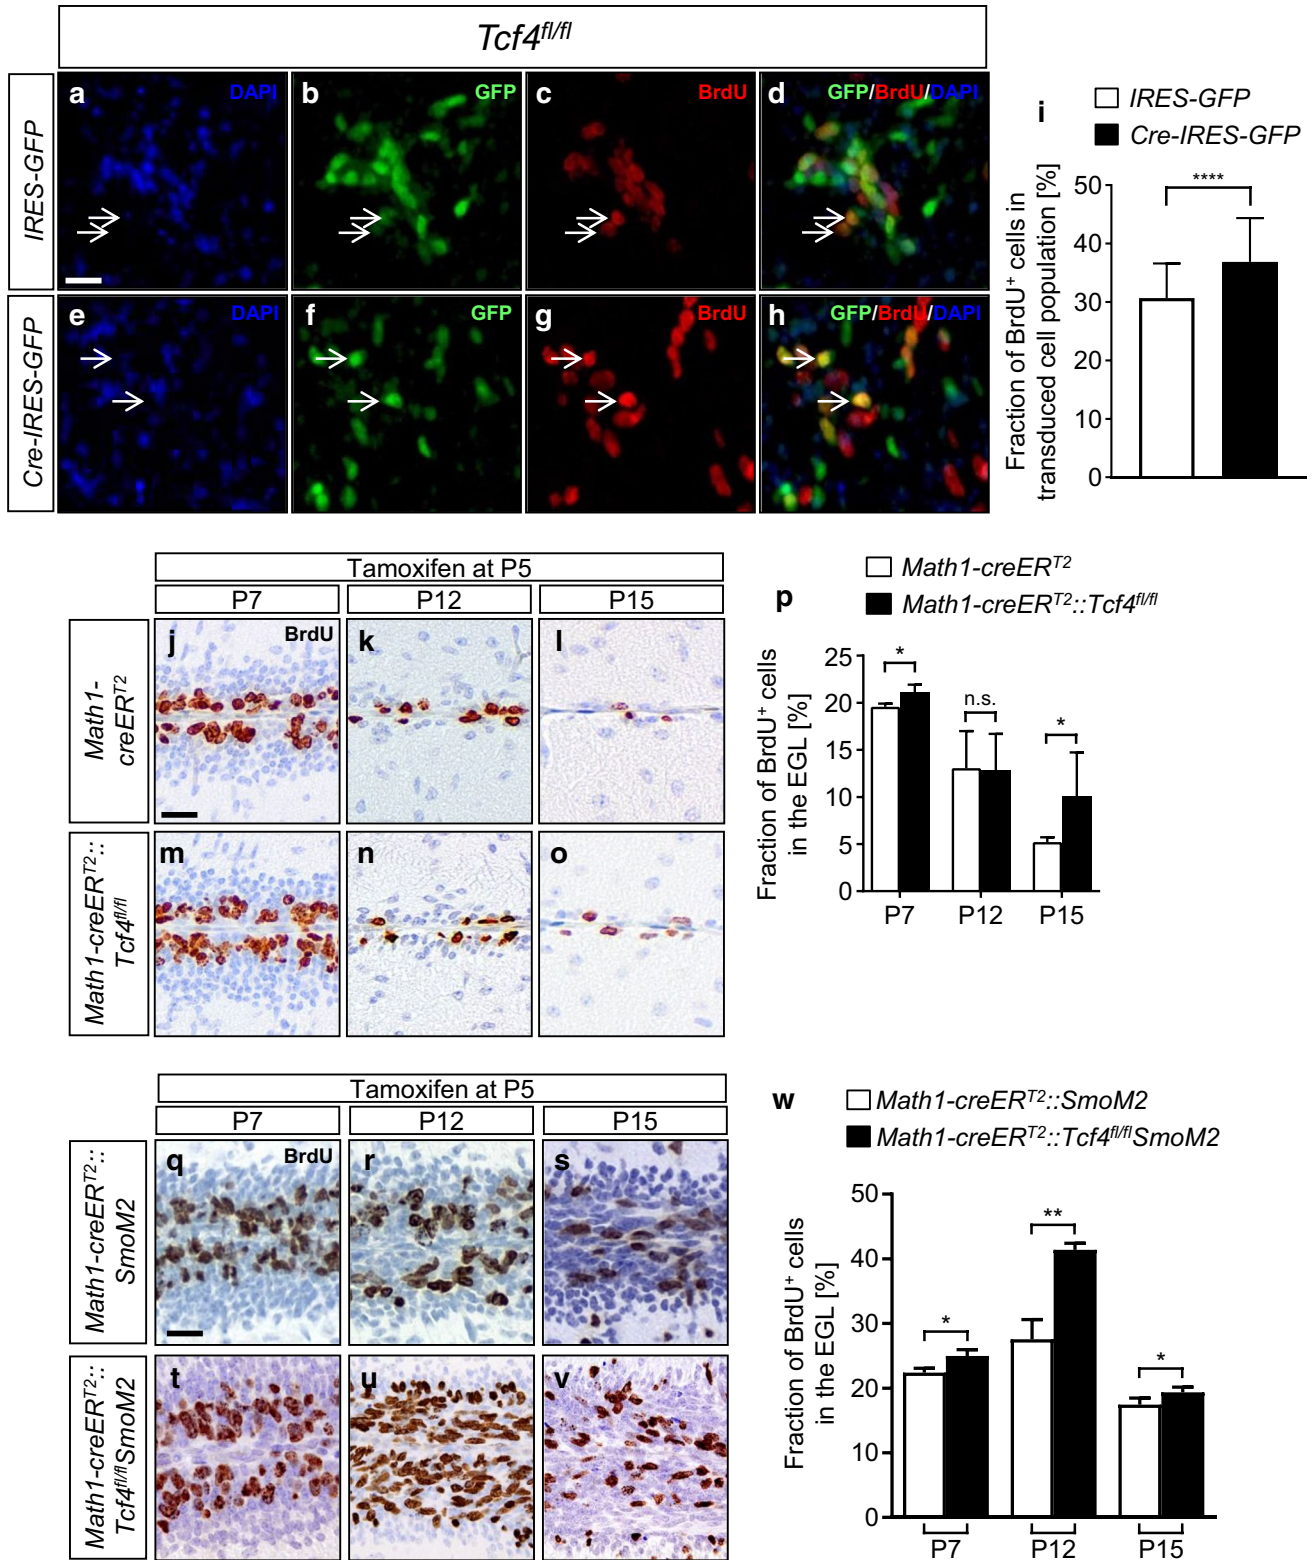 Tcf4fl/fl
IRES-GFP
a
DAPI
b
GFP
c
BrdU
d
GFP/BrdU/DAPI
Cre-IRES-GFP
e
DAPI
f
GFP
g
BrdU
h
GFP/BrdU/DAPI
i
IRES-GFP
Cre-IRES-GFP
Fraction of BrdU+ cells in
transduced cell population [%]
50
40
30
20
10
0
****
Tamoxifen at P5
P7
P12
P15
Math1-
creERT2
j
BrdU
k
l
Math1-creERT2::
Tcf4fl/fl
m
n
o
p
Math1-creERT2
Math1-creERT2::Tcf4fl/fl
Fraction of BrdU+ cells
in the EGL [%]
25
20
15
10
5
0
*
n.s.
*
P7
P12
P15
Tamoxifen at P5
P7
P12
P15
Math1-creERT2::
SmoM2
q
BrdU
r
s
Math1-creERT2::
Tcf4fl/flSmoM2
t
u
v
w
Math1-creERT2::SmoM2
Math1-creERT2::Tcf4fl/flSmoM2
Fraction of BrdU+ cells
in the EGL [%]
50
40
30
20
10
0
*
**
*
P7
P12
P15